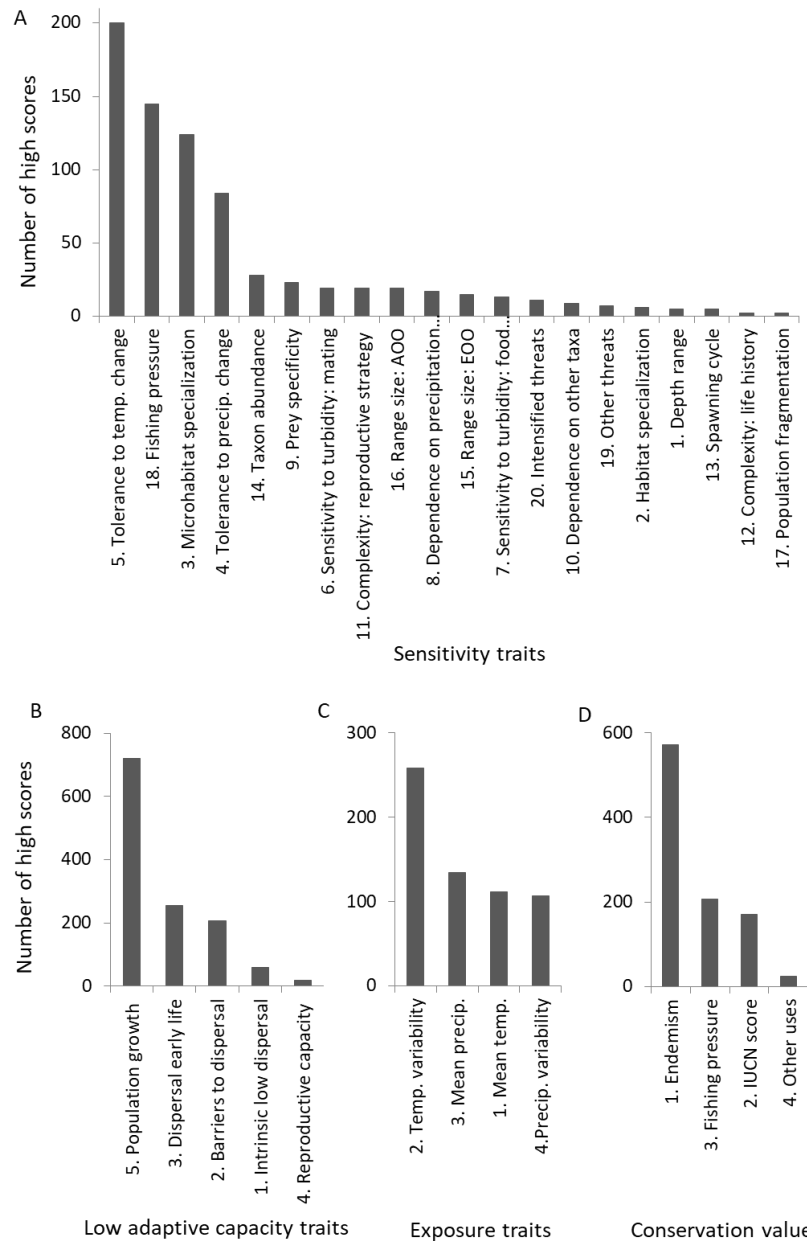 A
Number of high scores
200
150
100
50
0
5. Tolerance to temp. change
18. Fishing pressure
3. Microhabitat specialization
4. Tolerance to precip. change
14. Taxon abundance
9. Prey specificity
6. Sensitivity to turbidity: mating
11. Complexity: reproductive strategy
16. Range size: AOO
8. Dependence on precipitation...
15. Range size: EOO
7. Sensitivity to turbidity: food...
20. Intensified threats
10. Dependence on other taxa
19. Other threats
2. Habitat specialization
1. Depth range
13. Spawning cycle
12. Complexity: life history
17. Population fragmentation
Sensitivity traits
B
Number of high scores
800
600
400
200
0
5. Population growth
3. Dispersal early life
2. Barriers to dispersal
1. Intrinsic low dispersal
4. Reproductive capacity
Low adaptive capacity traits
C
300
200
100
0
2. Temp. variability
3. Mean precip.
1. Mean temp.
4.Precip. variability
Exposure traits
D
600
400
200
0
1. Endemism
3. Fishing pressure
2. IUCN score
4. Other uses
Conservation value